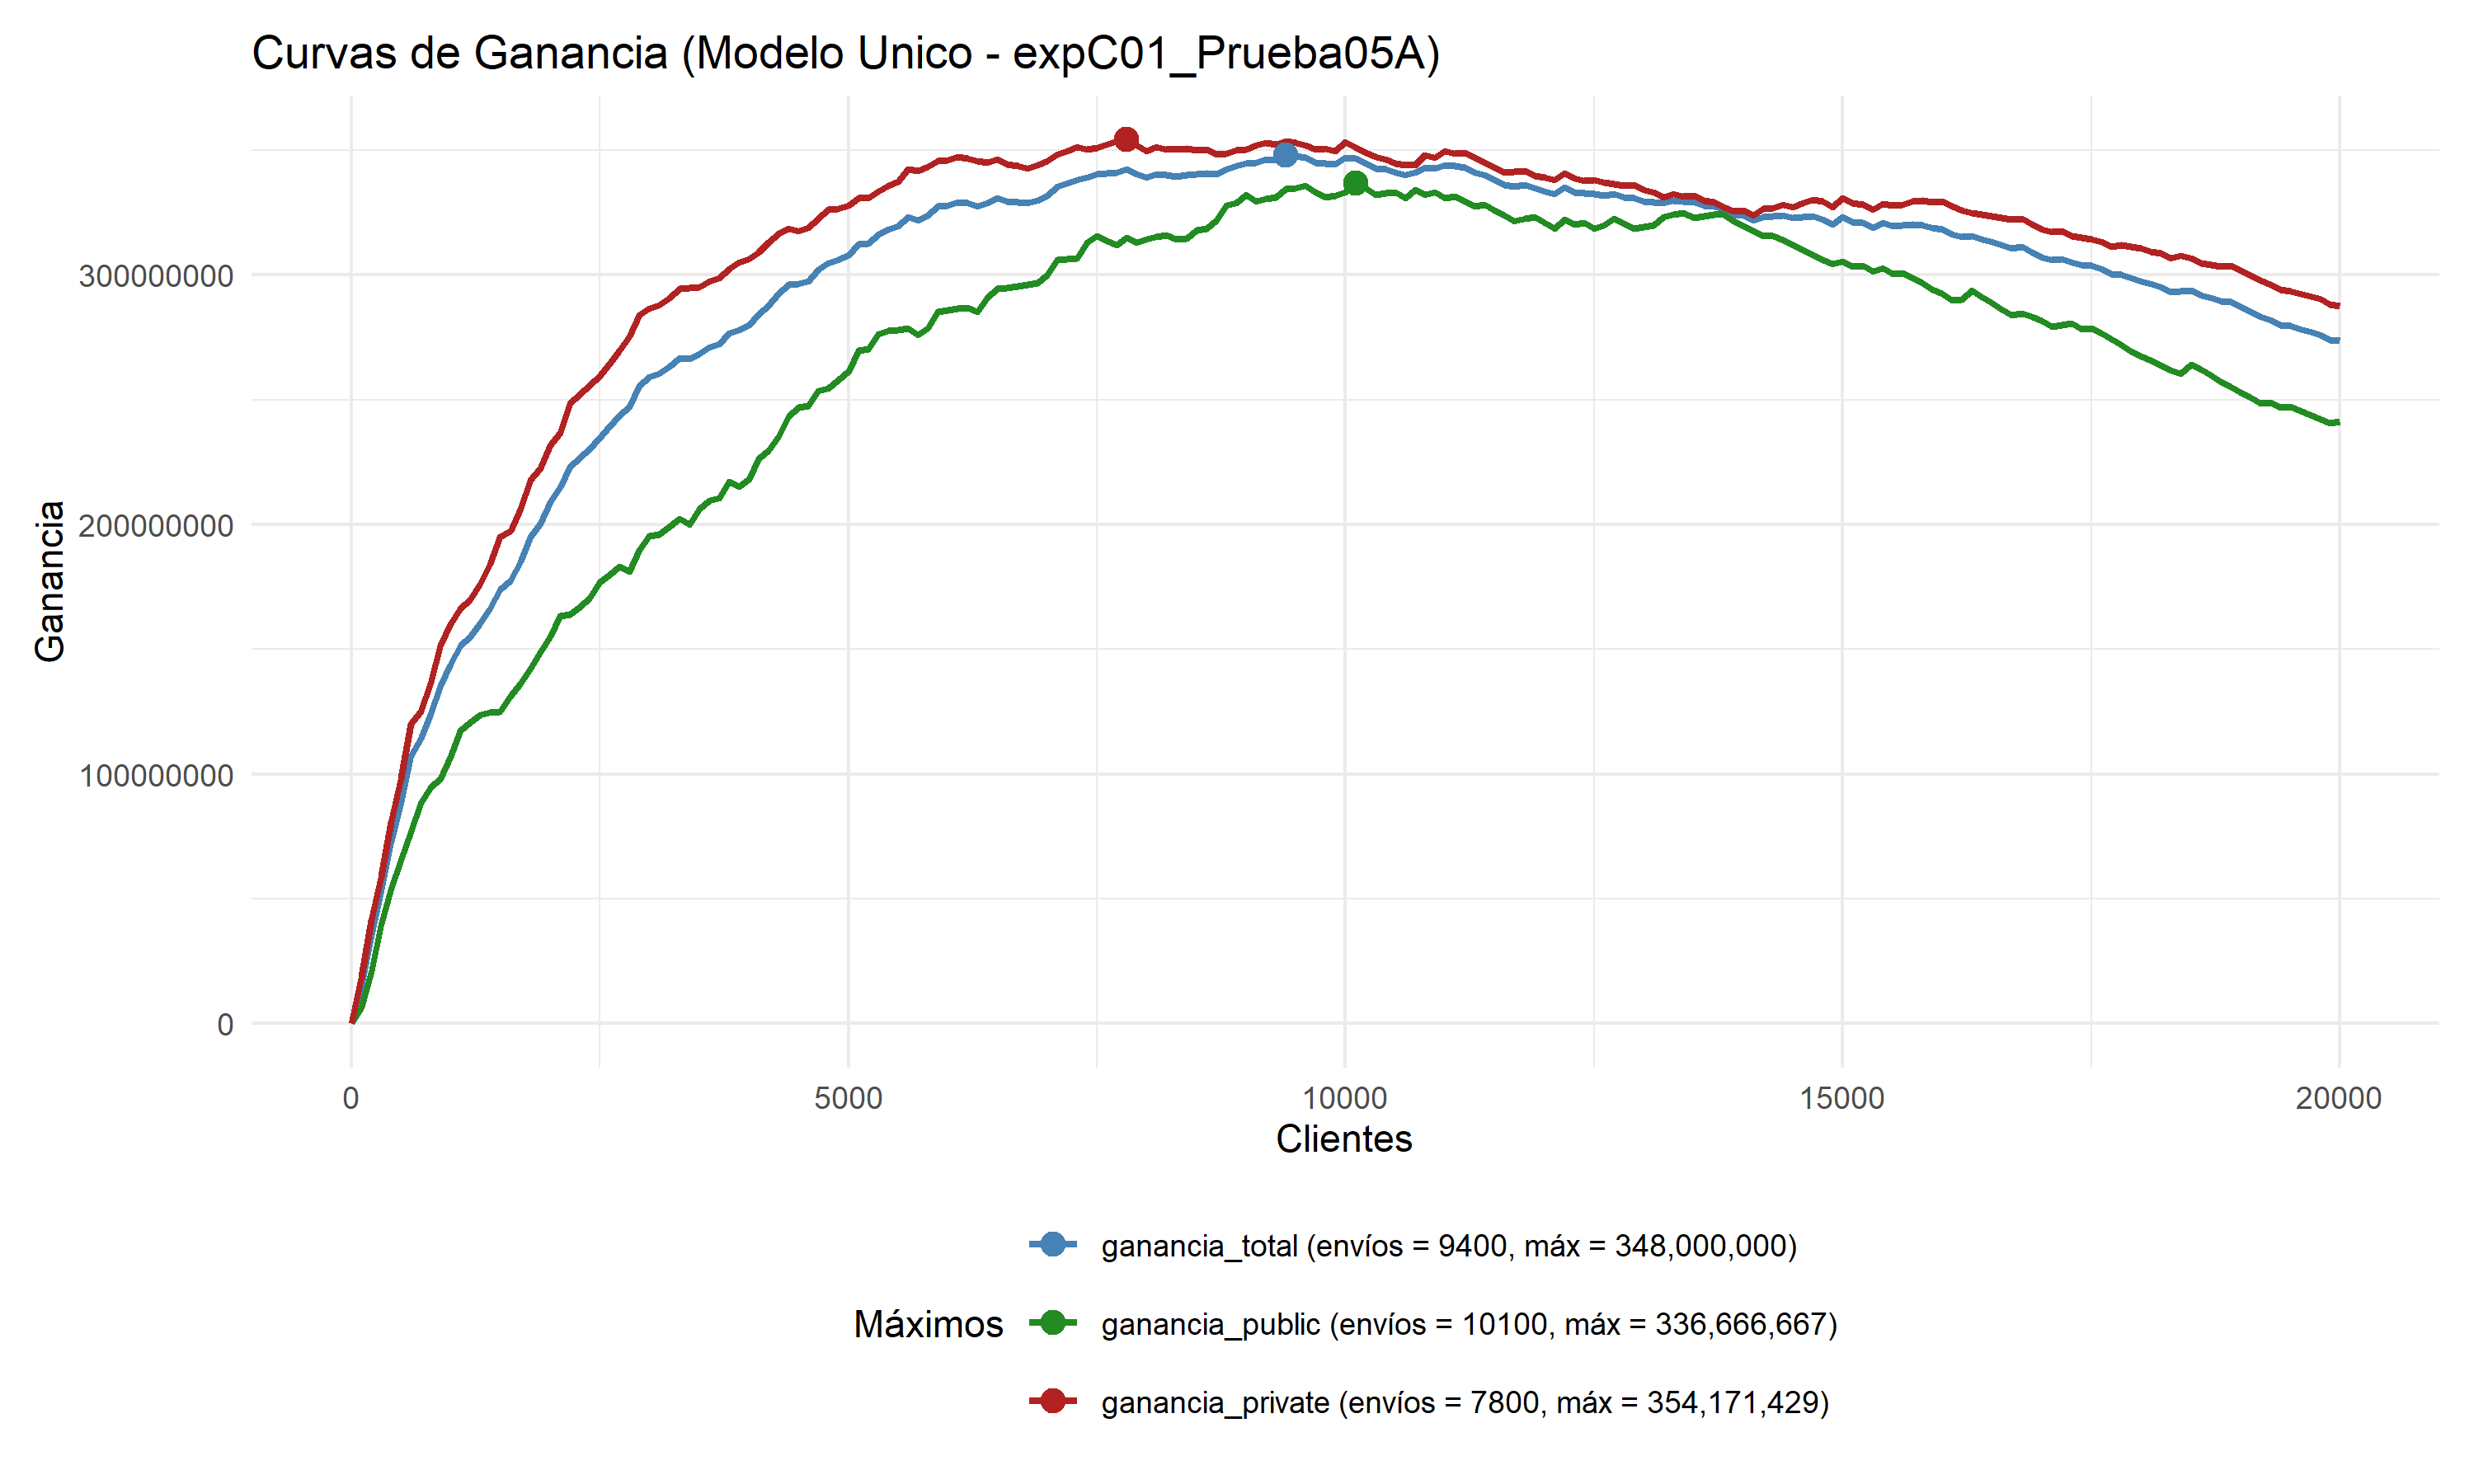 Curvas de Ganancia (Modelo Unico - expC01_Prueba05A)
Ganancia
300000000
200000000
100000000
0
0 5000 10000 15000 20000
Clientes
Máximos
ganancia_total (envíos = 9400, máx = 348,000,000)
ganancia_public (envíos = 10100, máx = 336,666,667)
ganancia_private (envíos = 7800, máx = 354,171,429)